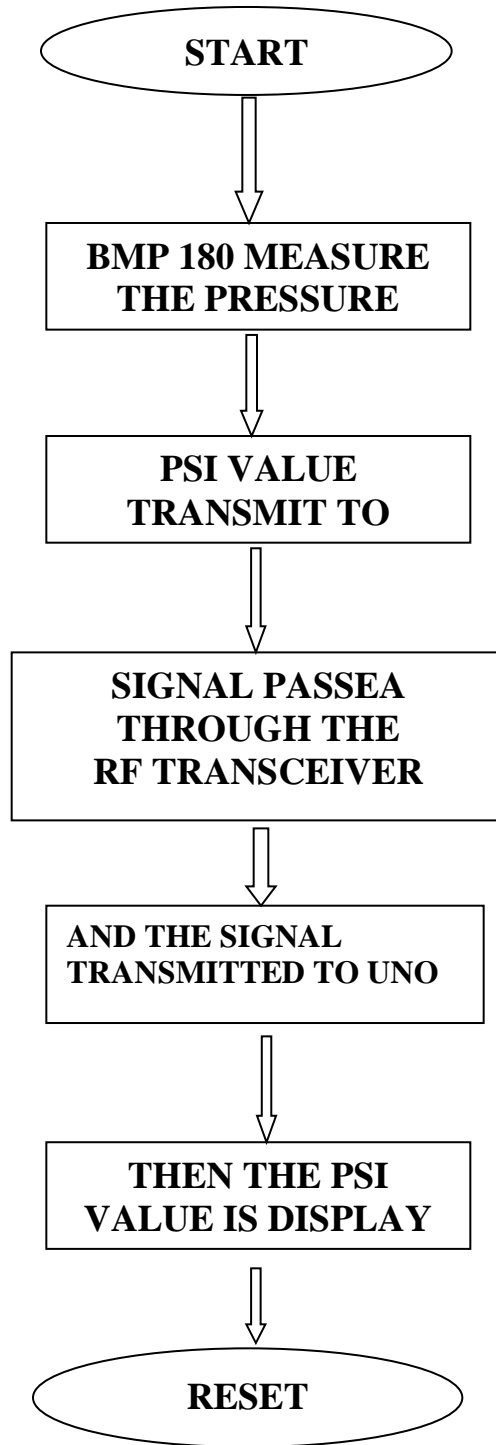 START
BMP 180 MEASURE
THE PRESSURE
PSI VALUE
TRANSMIT TO
SIGNAL PASSEA
THROUGH THE
RF TRANSCEIVER
AND THE SIGNAL
TRANSMITTED TO UNO
THEN THE PSI
VALUE IS DISPLAY
RESET